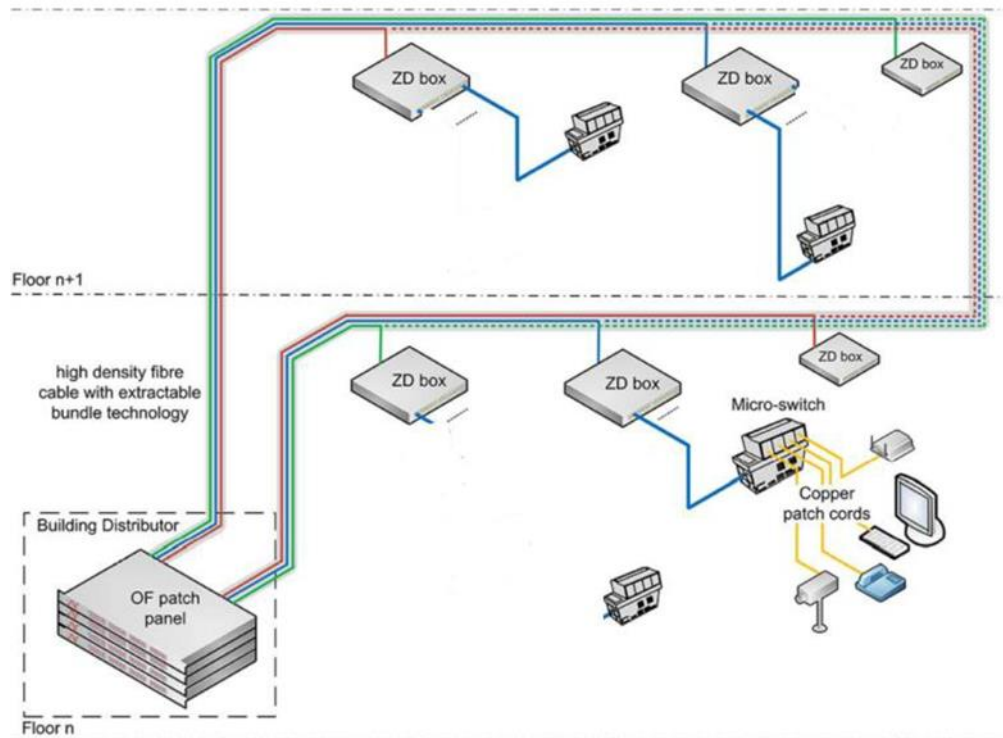 ZD box
ZD box
ZD box
Floor n+1
high density fibre
cable with extractable
bundle technology
ZD box
ZD box
ZD box
Micro-switch
Copper
patch cords
Building Distributor
OF patch
panel
Floor n